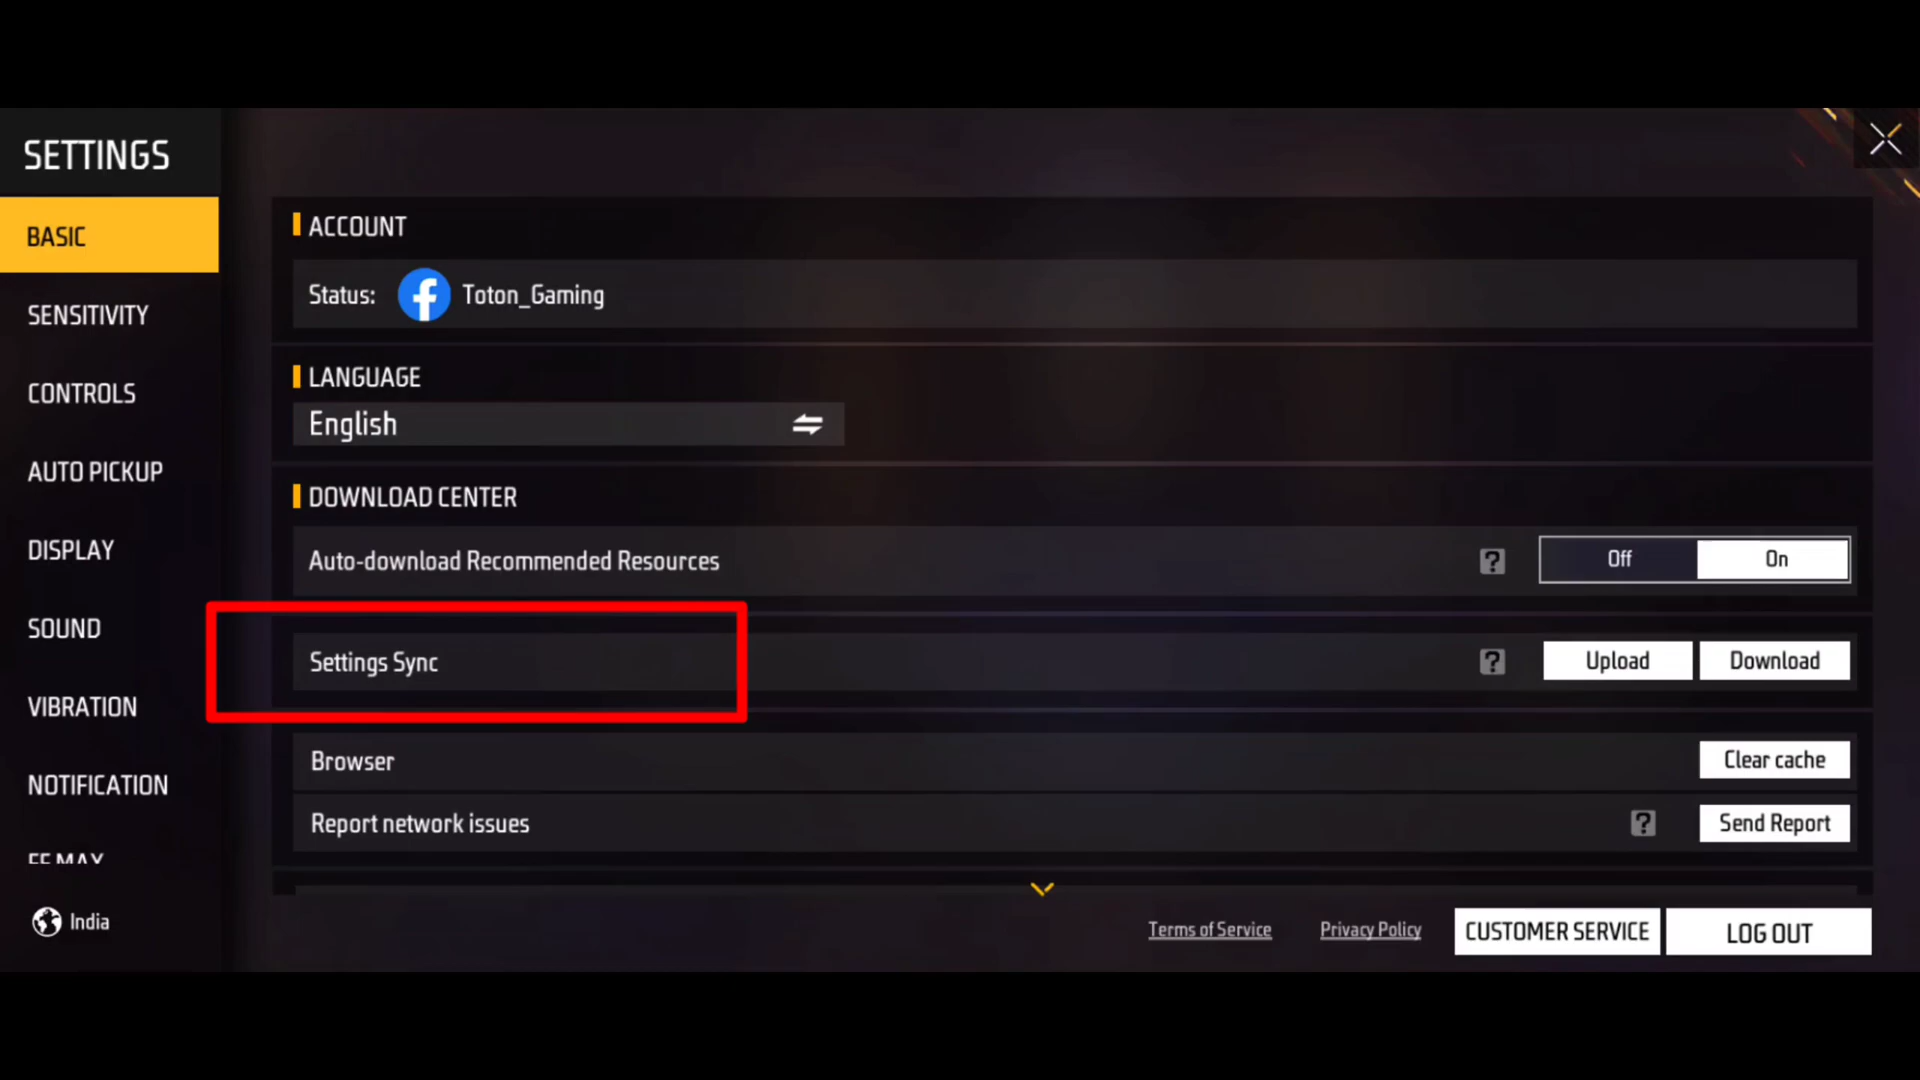 SETTINGS
BASIC
SENSITIVITY
CONTROLS
AUTO PICKUP
DISPLAY
SOUND
VIBRATION
NOTIFICATION
FF MAX
India
ACCOUNT
Status: Toton_Gaming
LANGUAGE
English
DOWNLOAD CENTER
Auto-download Recommended Resources ? Off On
Settings Sync ? Upload Download
Browser Clear cache
Report network issues ? Send Report
Terms of Service Privacy Policy CUSTOMER SERVICE LOG OUT